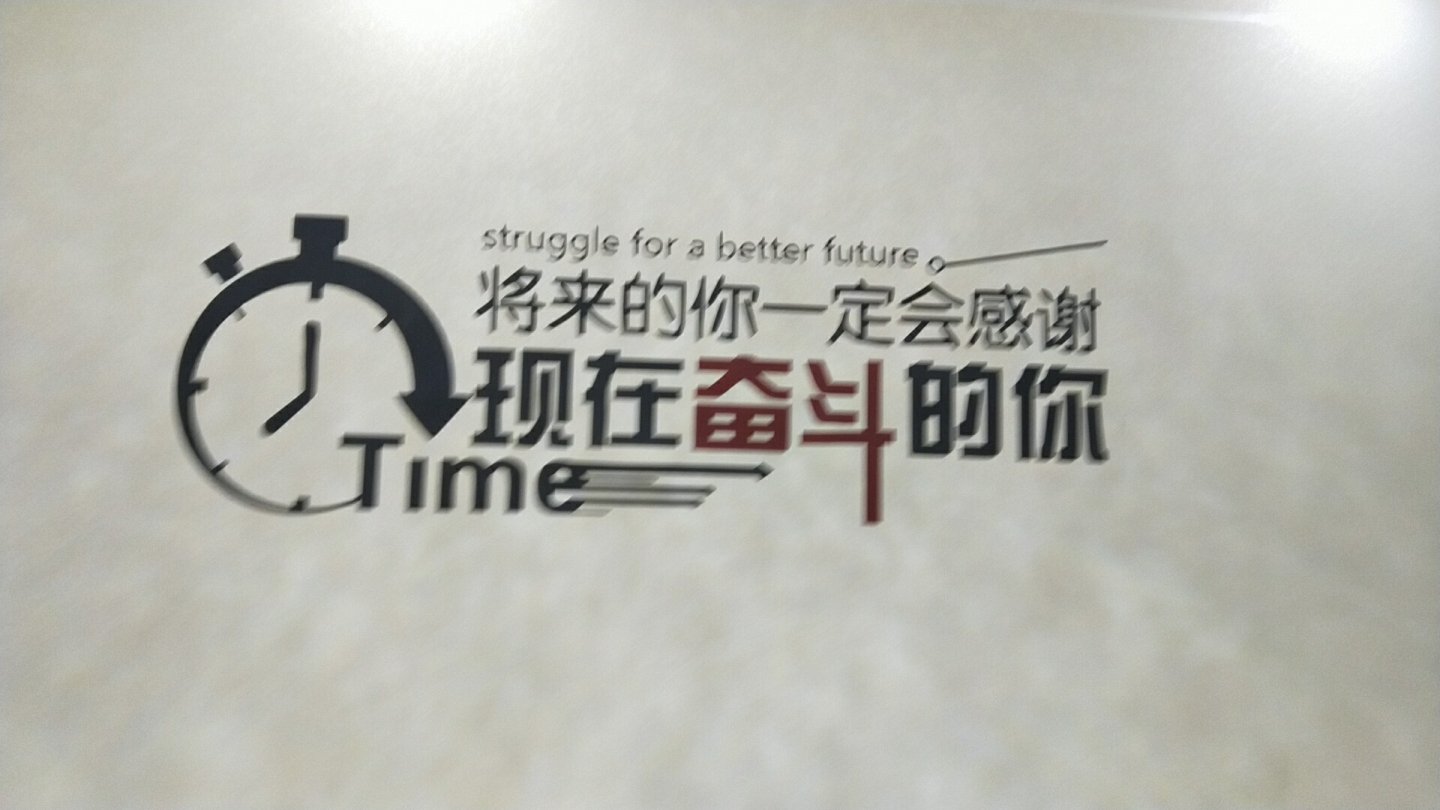 struggle for a better future
将来的你一定会感谢
现在奋斗的你
Time